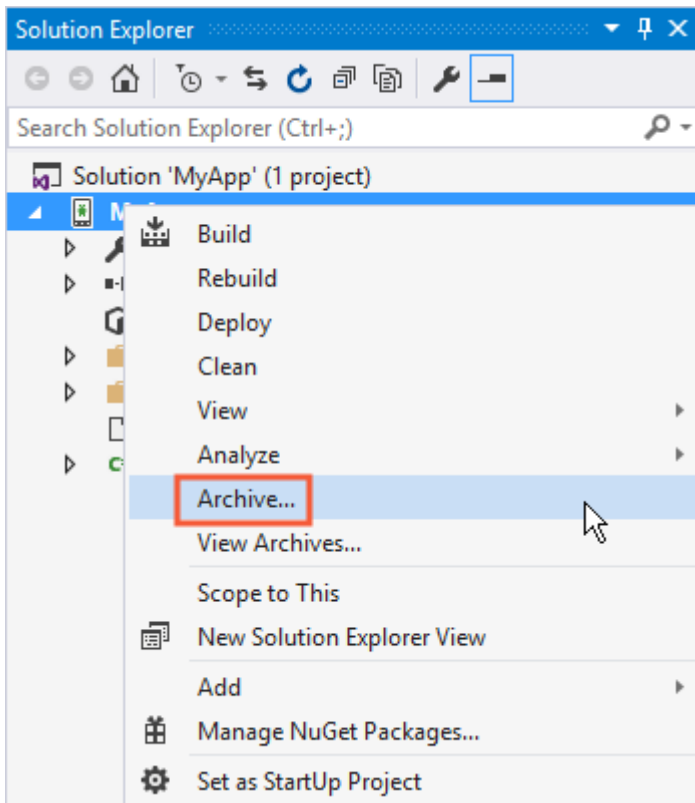 Solution Explorer
Search Solution Explorer (Ctrl+;)
Solution 'MyApp' (1 project)
Build
Rebuild
Deploy
Clean
View
Analyze
Archive...
View Archives...
Scope to This
New Solution Explorer View
Add
Manage NuGet Packages...
Set as StartUp Project